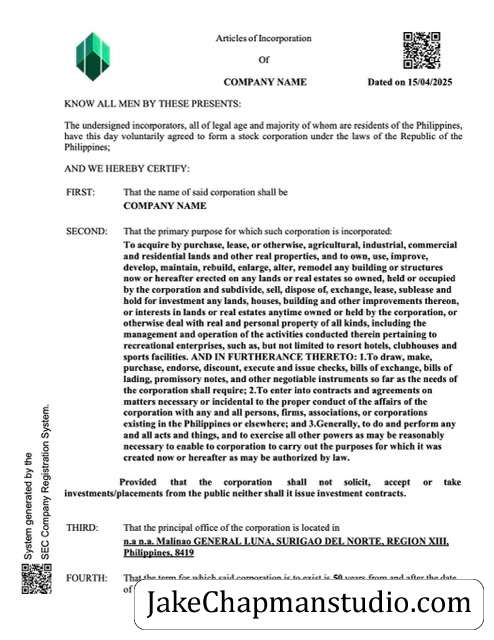 Articles of Incorporation
Of
COMPANY NAME
Dated on 15/04/2025
KNOW ALL MEN BY THESE PRESENTS:
The undersigned incorporators, all of legal age and majority of whom are residents of the Philippines,
have this day voluntarily agreed to form a stock corporation under the laws of the Republic of the
Philippines;
AND WE HEREBY CERTIFY:
FIRST: That the name of said corporation shall be
COMPANY NAME
SECOND: That the primary purpose for which such corporation is incorporated:
To acquire by purchase, lease, or otherwise, agricultural, industrial, commercial
and residential lands and other real properties, and to own, use, improve,
develop, maintain, rebuild, enlarge, alter, remodel any building or structures
now or hereafter erected on any lands or real estates so owned, held or occupied
by the corporation and subdivide, sell, dispose of, exchange, lease, sublease and
hold for investment any lands, houses, building and other improvements thereon,
or interests in lands or real estates anytime owned or held by the corporation, or
otherwise deal with real and personal property of all kinds, including the
management and operation of the activities conducted therein pertaining to
recreational enterprises, such as, but not limited to resort hotels, clubhouses and
sports facilities. AND IN FURTHERANCE THERETO: 1.To draw, make,
purchase, endorse, discount, execute and issue checks, bills of exchange, bills of
lading, promissory notes, and other negotiable instruments so far as the needs of
the corporation shall require; 2.To enter into contracts and agreements on
matters necessary or incidental to the proper conduct of the affairs of the
corporation with any and all persons, firms, associations, or corporations
existing in the Philippines or elsewhere; and 3.Generally, to do and perform any
and all acts and things, and to exercise all other powers as may be reasonably
necessary to enable to corporation to carry out the purposes for which it was
created now or hereafter as may be authorized by law.
Provided that the corporation shall not solicit, accept or take
investments/placements from the public neither shall it issue investment contracts.
THIRD: That the principal office of the corporation is located in
n.a n.a. Malinao GENERAL LUNA, SURIGAO DEL NORTE, REGION XIII,
Philippines, 8419
FOURTH: That the term for which said corporation is to exist is 50 years from and after the date
of
System generated by the
SEC Company Registration System.
JakeChapmanstudio.com